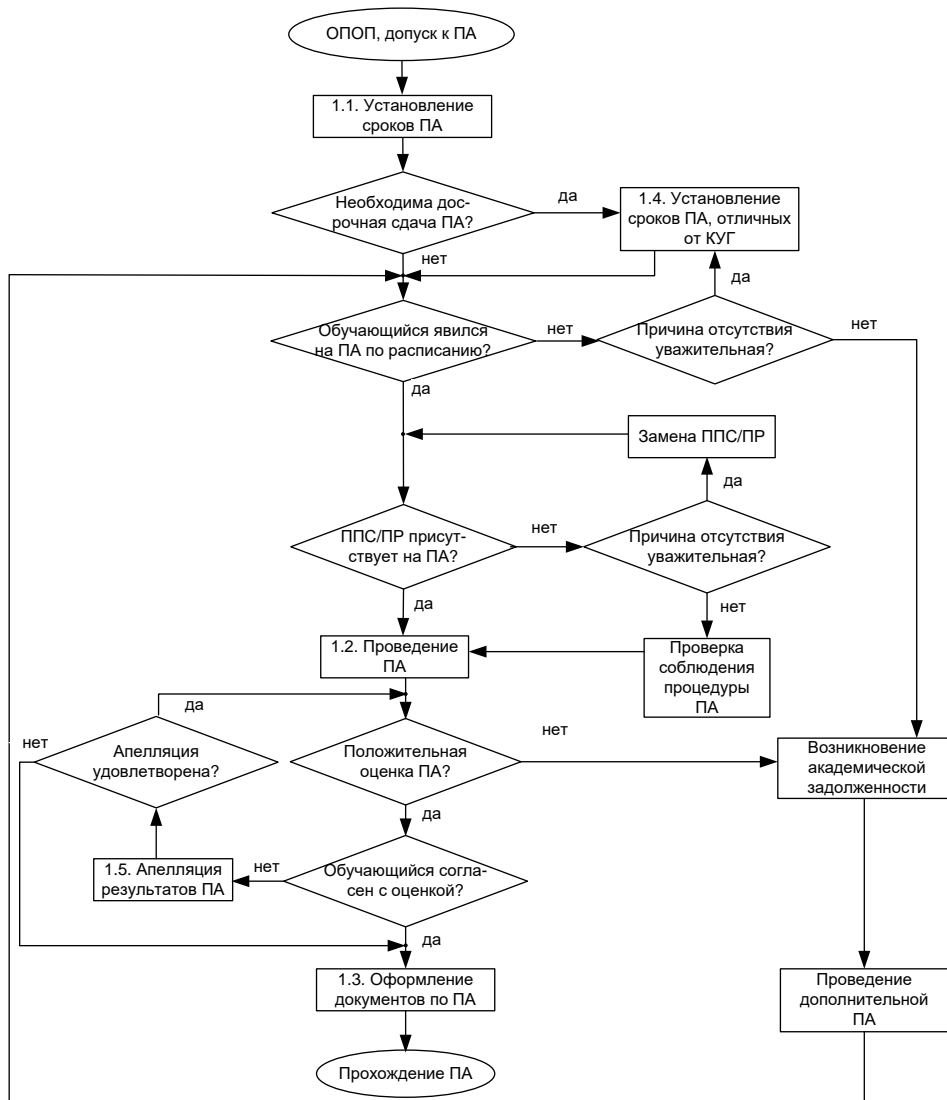 ОПОП, допуск к ПА
1.1. Установление
сроков ПА
Необходима дос-
рочная сдача ПА?
да
1.4. Установление
сроков ПА, отличных
от КУГ
нет
да
Обучающийся явился
на ПА по расписанию?
нет
Причина отсутствия
уважительная?
нет
да
Замена ППС/ПР
да
ППС/ПР присут-
ствует на ПА?
нет
Причина отсутствия
уважительная?
да
нет
1.2. Проведение
ПА
Проверка
соблюдения
процедуры
ПА
да
нет
Апелляция
удовлетворена?
Положительная
оценка ПА?
нет
Возникновение
академической
задолженности
да
1.5. Апелляция
результатов ПА
нет
Обучающийся согла-
сен с оценкой?
да
1.3. Оформление
документов по ПА
Проведение
дополнительной
ПА
Прохождение ПА